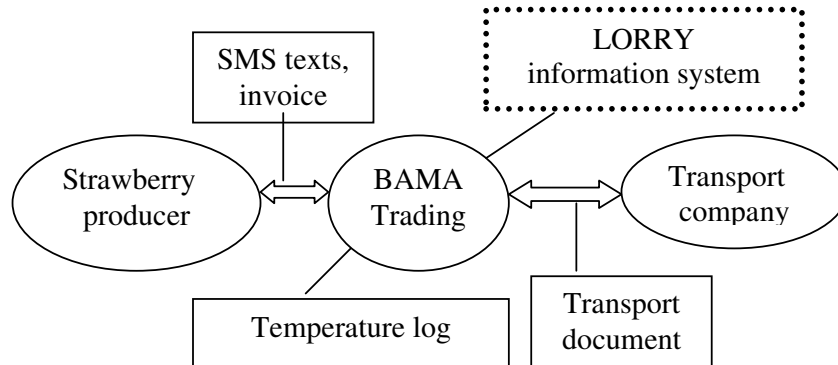 SMS texts,
invoice
LORRY
information system
Strawberry
producer
BAMA
Trading
Transport
company
Temperature log
Transport
document